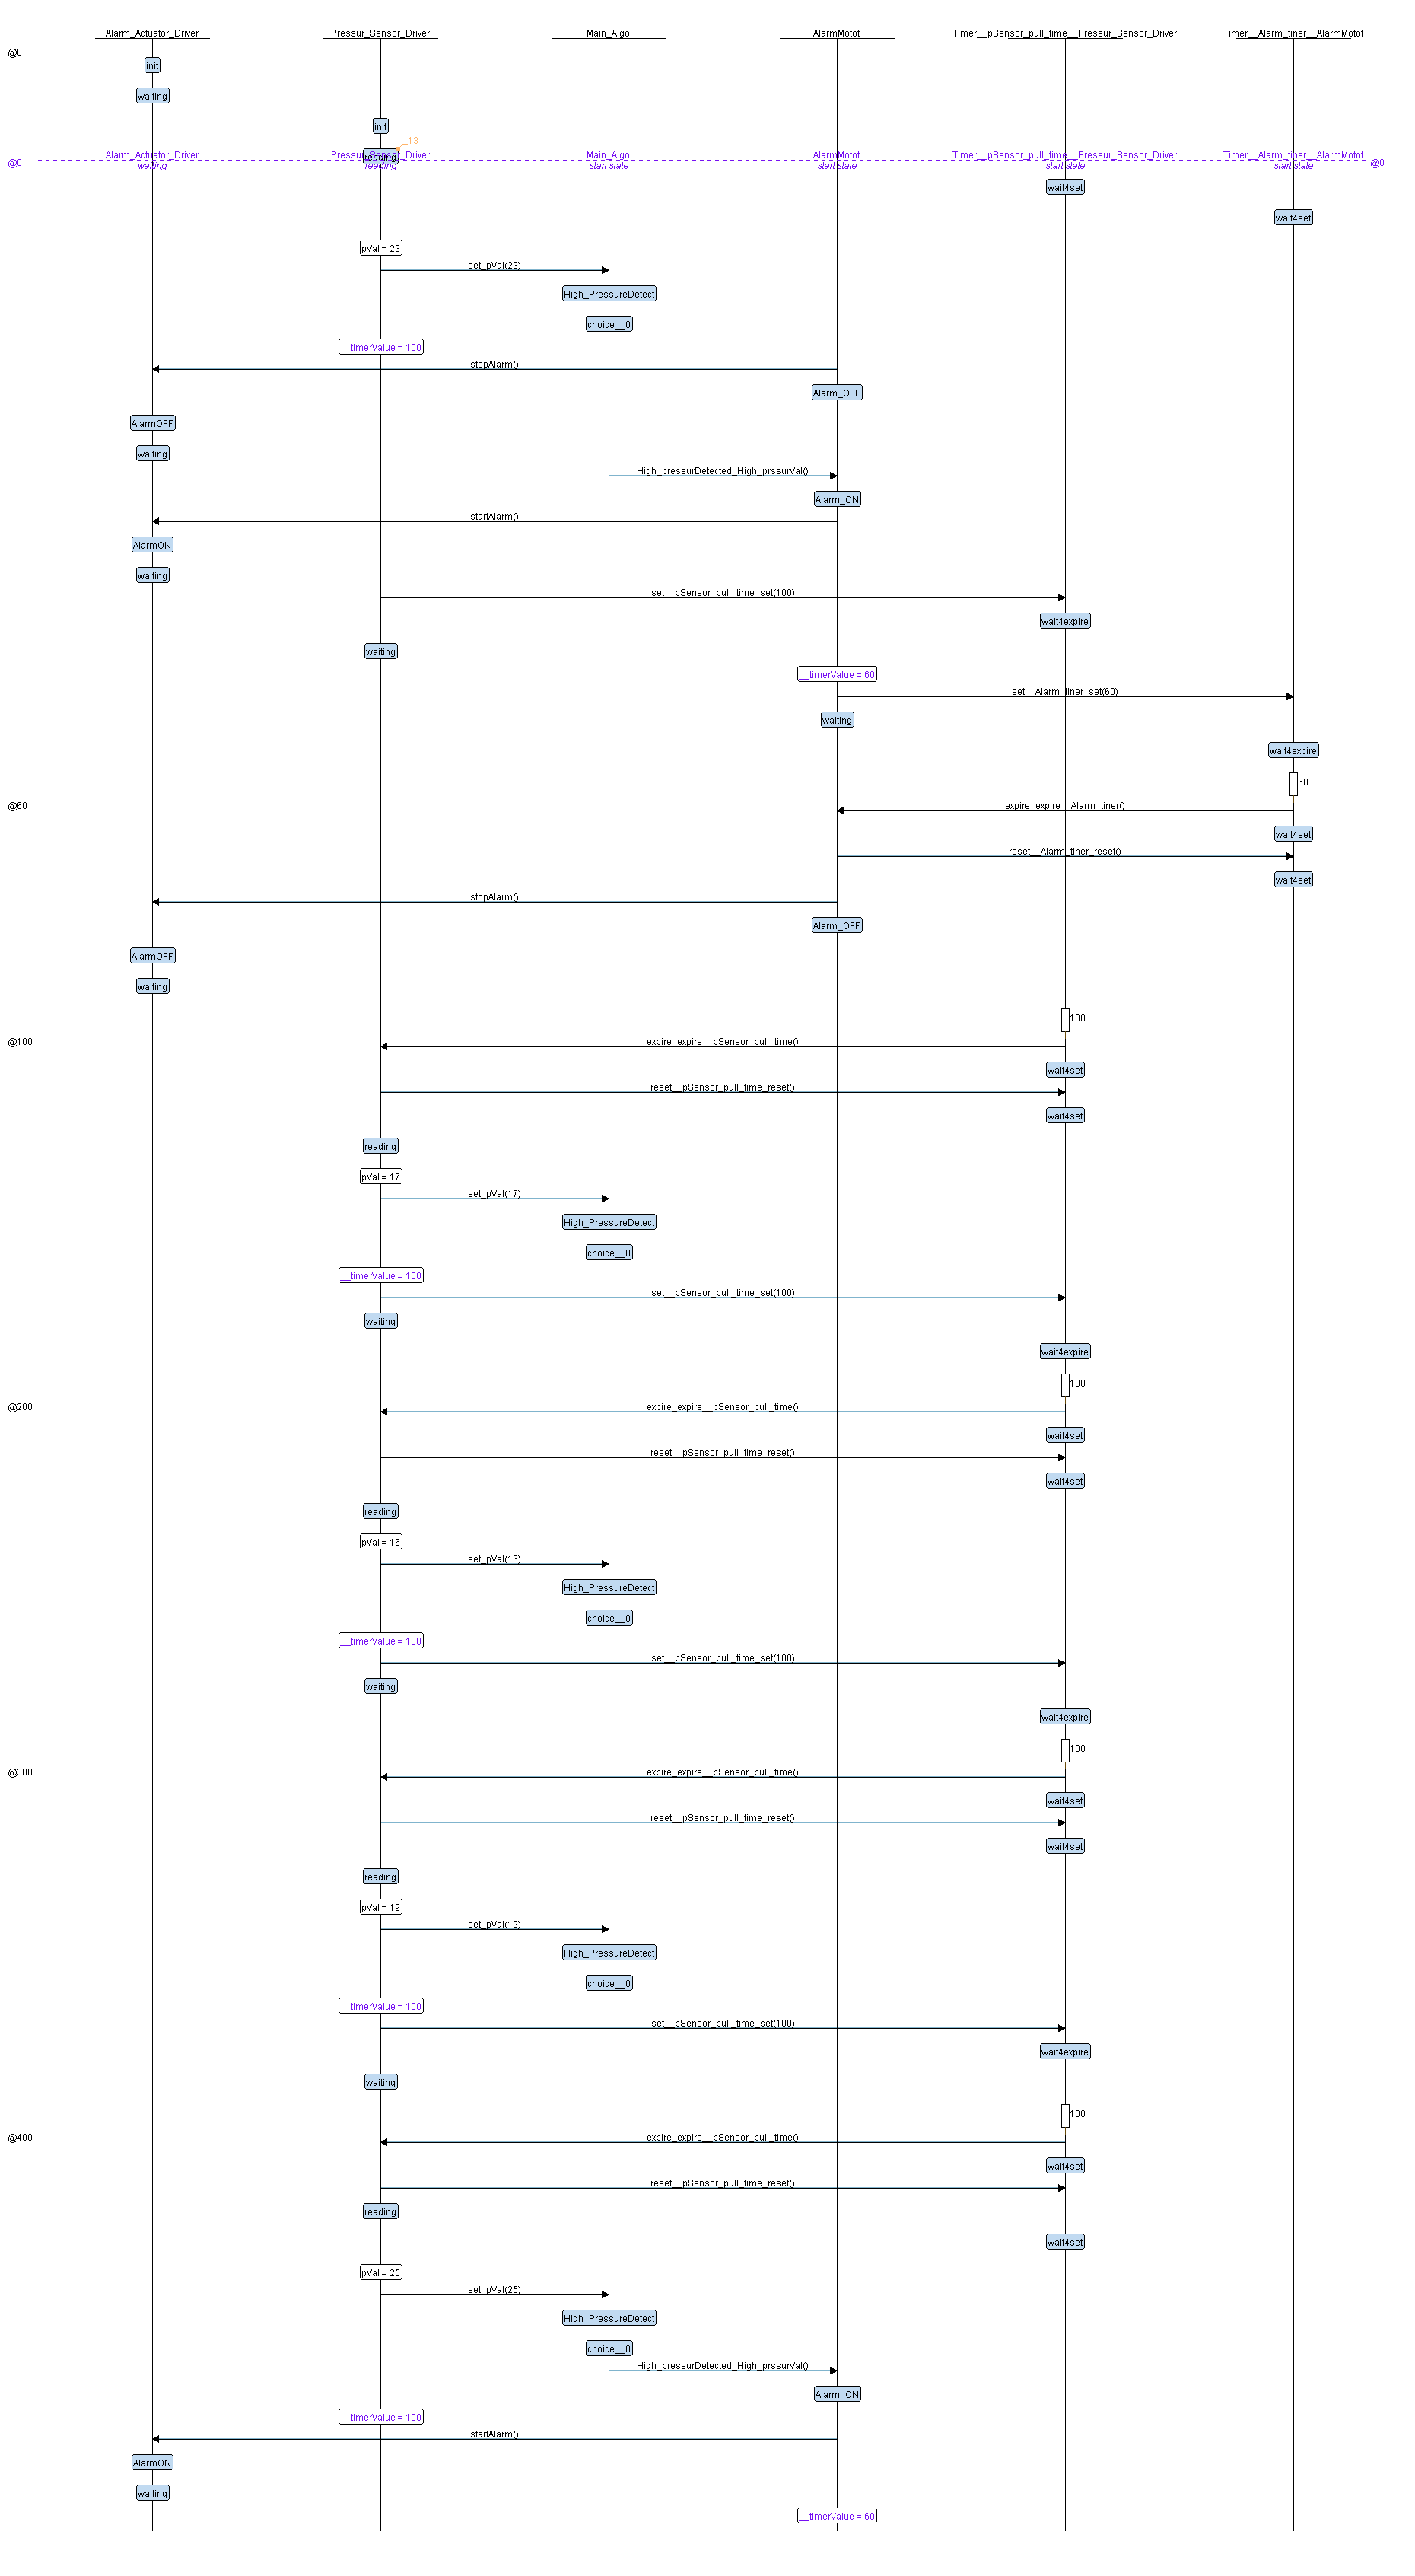 Alarm_Actuator_Driver Pressur_Sensor_Driver Main_Algo AlarmMotot Timer__pSensor_pull_time__Pressur_Sensor_Driver Timer__Alarm_tiner__AlarmMotot
@0
init
waiting
init
_13
reading
Alarm_Actuator_Driver Pressur_Sensor_Driver Main_Algo AlarmMotot Timer__pSensor_pull_time__Pressur_Sensor_Driver Timer__Alarm_tiner__AlarmMotot
@0 waiting reading start state start state start state start state @0
wait4set
wait4set
pVal = 23
set_pVal(23)
High_PressureDetect
choice__0
__timerValue = 100
stopAlarm()
Alarm_OFF
AlarmOFF
waiting
High_pressurDetected_High_prssurVal()
Alarm_ON
startAlarm()
AlarmON
waiting
set__pSensor_pull_time_set(100)
wait4expire
waiting
__timerValue = 60
set__Alarm_tiner_set(60)
waiting
wait4expire
60
@60 expire_expire__Alarm_tiner()
wait4set
reset__Alarm_tiner_reset()
wait4set
stopAlarm()
Alarm_OFF
AlarmOFF
waiting
100
@100 expire_expire__pSensor_pull_time()
wait4set
reset__pSensor_pull_time_reset()
wait4set
reading
pVal = 17
set_pVal(17)
High_PressureDetect
choice__0
__timerValue = 100
set__pSensor_pull_time_set(100)
waiting
wait4expire
100
@200 expire_expire__pSensor_pull_time()
wait4set
reset__pSensor_pull_time_reset()
wait4set
reading
pVal = 16
set_pVal(16)
High_PressureDetect
choice__0
__timerValue = 100
set__pSensor_pull_time_set(100)
waiting
wait4expire
100
@300 expire_expire__pSensor_pull_time()
wait4set
reset__pSensor_pull_time_reset()
wait4set
reading
pVal = 19
set_pVal(19)
High_PressureDetect
choice__0
__timerValue = 100
set__pSensor_pull_time_set(100)
wait4expire
waiting
100
@400 expire_expire__pSensor_pull_time()
wait4set
reset__pSensor_pull_time_reset()
reading
wait4set
pVal = 25
set_pVal(25)
High_PressureDetect
choice__0
High_pressurDetected_High_prssurVal()
Alarm_ON
__timerValue = 100
startAlarm()
AlarmON
waiting
__timerValue = 60